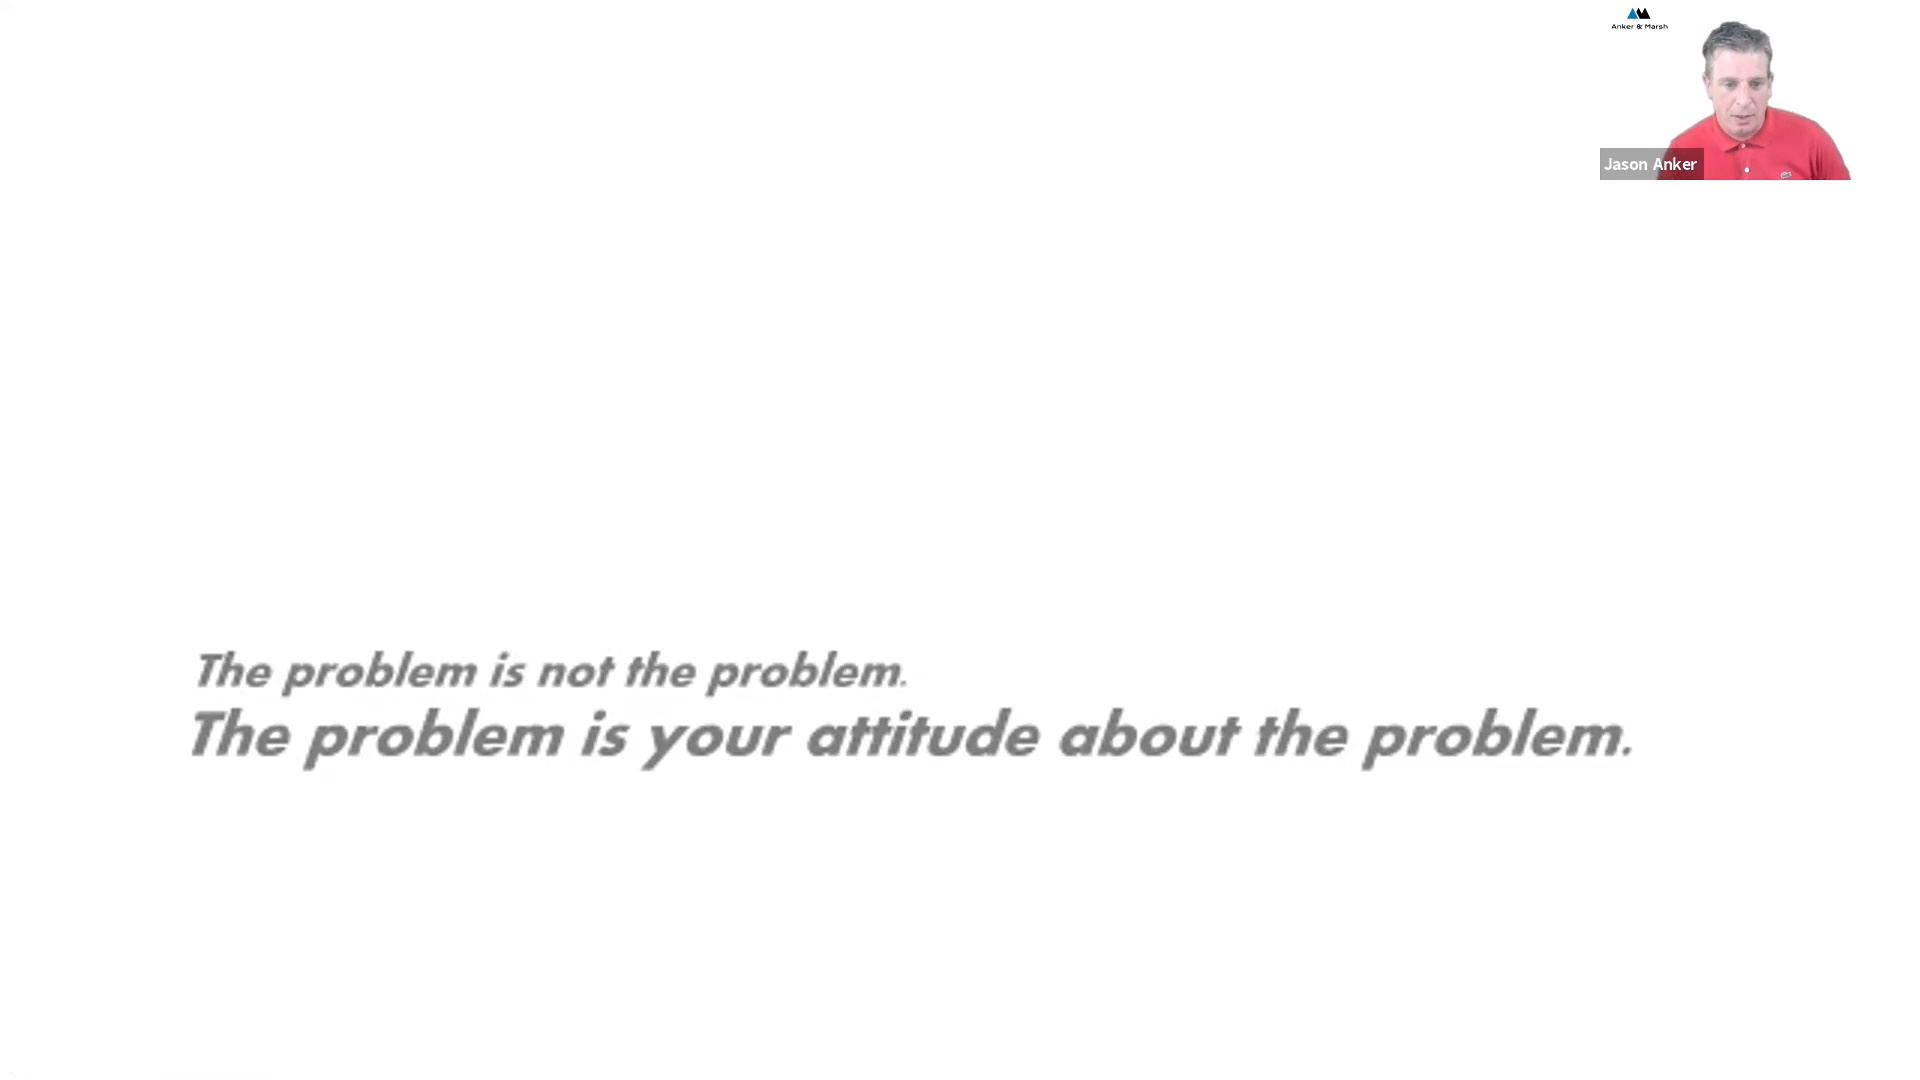 Anker & Marsh
Jason Anker
The problem is not the problem.
The problem is your attitude about the problem.